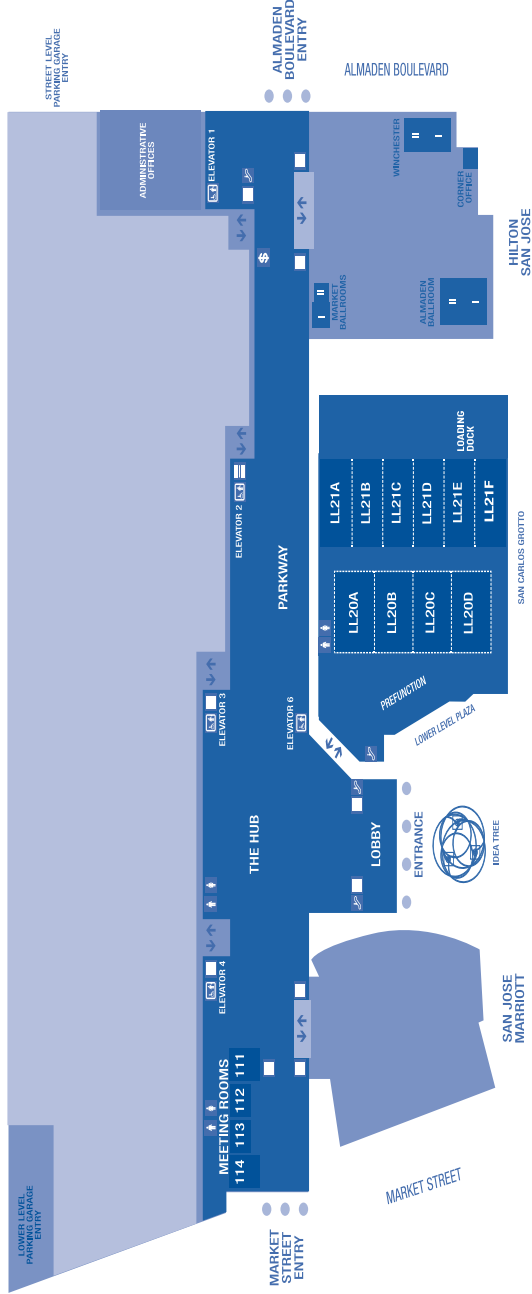 STREET LEVEL
PARKING GARAGE
ENTRY
ALMADEN
BOULEVARD
ENTRY
ALMADEN BOULEVARD
ADMINISTRATIVE
OFFICES
ELEVATOR 1
WINCHESTER
II
I
CORNER
OFFICE
$
HILTON
SAN JOSE
I
II
MARKET
BALLROOMS
ALMADEN
BALLROOM
II
I
LOADING
DOCK
ELEVATOR 2
LL21A
LL21B
LL21C
LL21D
LL21E
LL21F
SAN CARLOS GROTTO
PARKWAY
LL20A
LL20B
LL20C
LL20D
PREFUNCTION
LOWER LEVEL PLAZA
ELEVATOR 3
ELEVATOR 6
THE HUB
LOBBY
ENTRANCE
IDEA TREE
ELEVATOR 4
SAN JOSE
MARRIOTT
MEETING ROOMS
111
112
113
114
MARKET STREET
LOWER LEVEL
PARKING GARAGE
ENTRY
MARKET
STREET
ENTRY